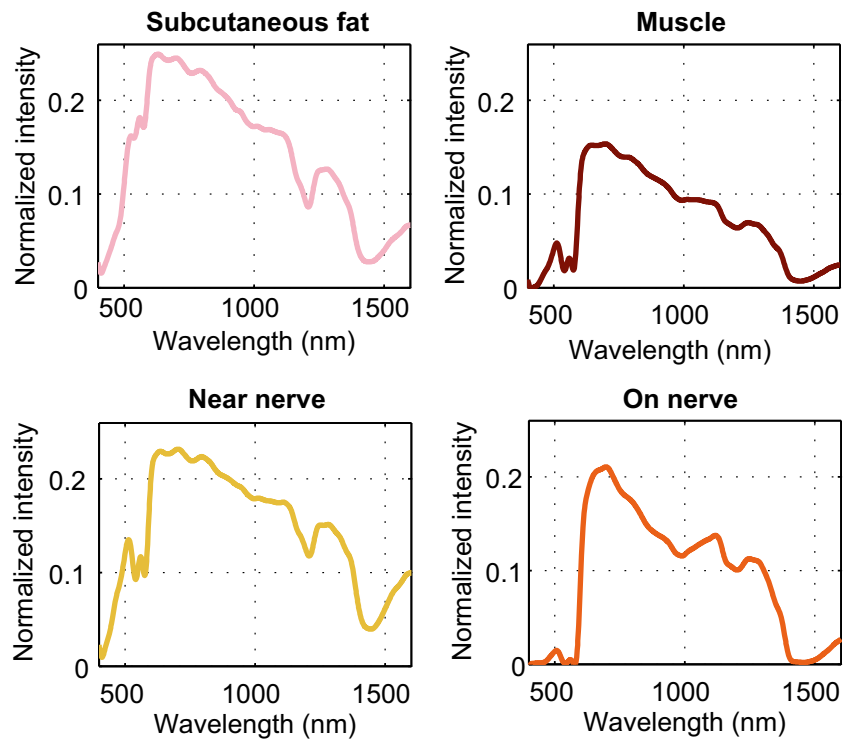 Subcutaneous fat
Normalized intensity
0.2
0.1
0
500 1000 1500
Wavelength (nm)
Muscle
Normalized intensity
0.2
0.1
0
500 1000 1500
Wavelength (nm)
Near nerve
Normalized intensity
0.2
0.1
0
500 1000 1500
Wavelength (nm)
On nerve
Normalized intensity
0.2
0.1
0
500 1000 1500
Wavelength (nm)